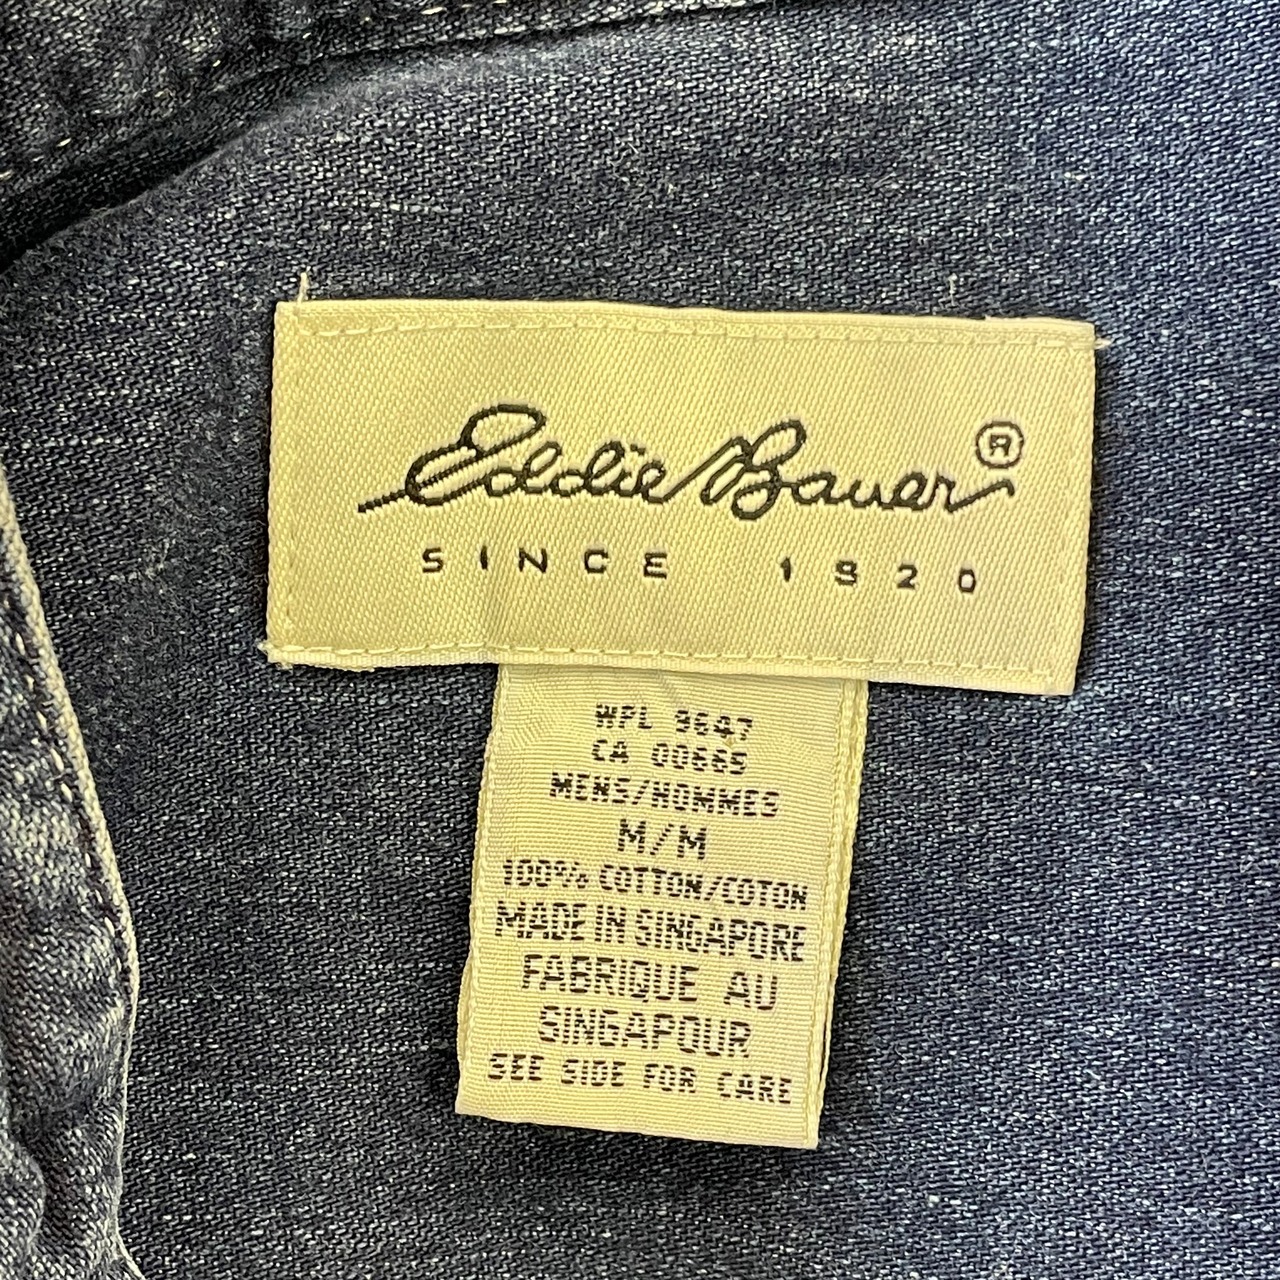 Eddie Bauer®
SINCE 1920
WPL 9647
CA 00665
MENS/HOMMES
M/M
100% COTTON/COTON
MADE IN SINGAPORE
FABRIQUE AU
SINGAPOUR
SEE SIDE FOR CARE